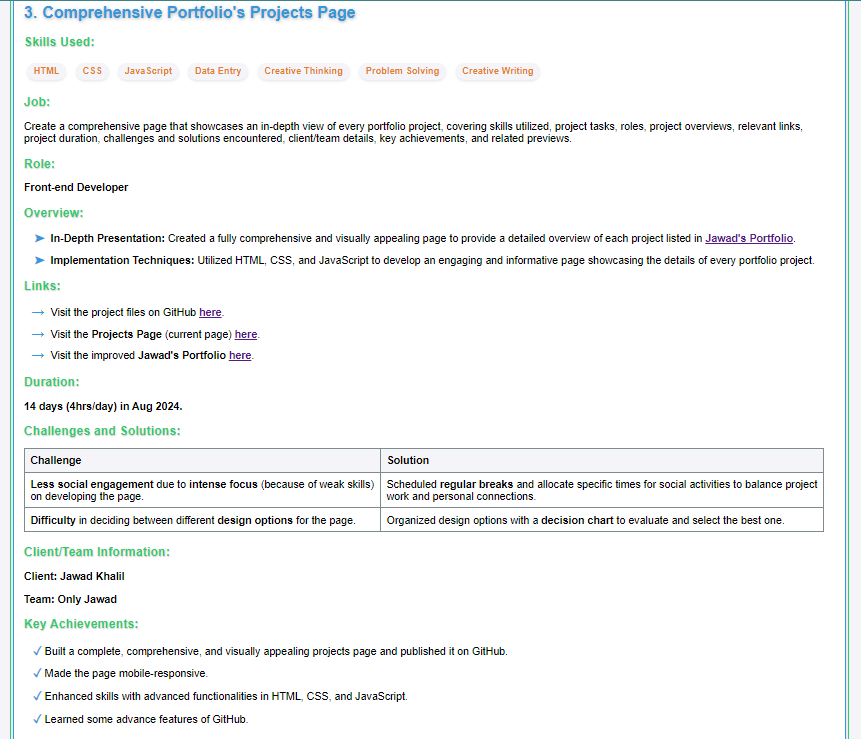 3. Comprehensive Portfolio's Projects Page
Skills Used:
HTML CSS JavaScript Data Entry Creative Thinking Problem Solving Creative Writing
Job:
Create a comprehensive page that showcases an in-depth view of every portfolio project, covering skills utilized, project tasks, roles, project overviews, relevant links,
project duration, challenges and solutions encountered, client/team details, key achievements, and related previews.
Role:
Front-end Developer
Overview:
➤ In-Depth Presentation: Created a fully comprehensive and visually appealing page to provide a detailed overview of each project listed in Jawad's Portfolio.
➤ Implementation Techniques: Utilized HTML, CSS, and JavaScript to develop an engaging and informative page showcasing the details of every portfolio project.
Links:
→ Visit the project files on GitHub here.
→ Visit the Projects Page (current page) here.
→ Visit the improved Jawad's Portfolio here.
Duration:
14 days (4hrs/day) in Aug 2024.
Challenges and Solutions:
Challenge Solution
Less social engagement due to intense focus (because of weak skills)
on developing the page.
Scheduled regular breaks and allocate specific times for social activities to balance project
work and personal connections.
Difficulty in deciding between different design options for the page.
Organized design options with a decision chart to evaluate and select the best one.
Client/Team Information:
Client: Jawad Khalil
Team: Only Jawad
Key Achievements:
✓ Built a complete, comprehensive, and visually appealing projects page and published it on GitHub.
✓ Made the page mobile-responsive.
✓ Enhanced skills with advanced functionalities in HTML, CSS, and JavaScript.
✓ Learned some advance features of GitHub.